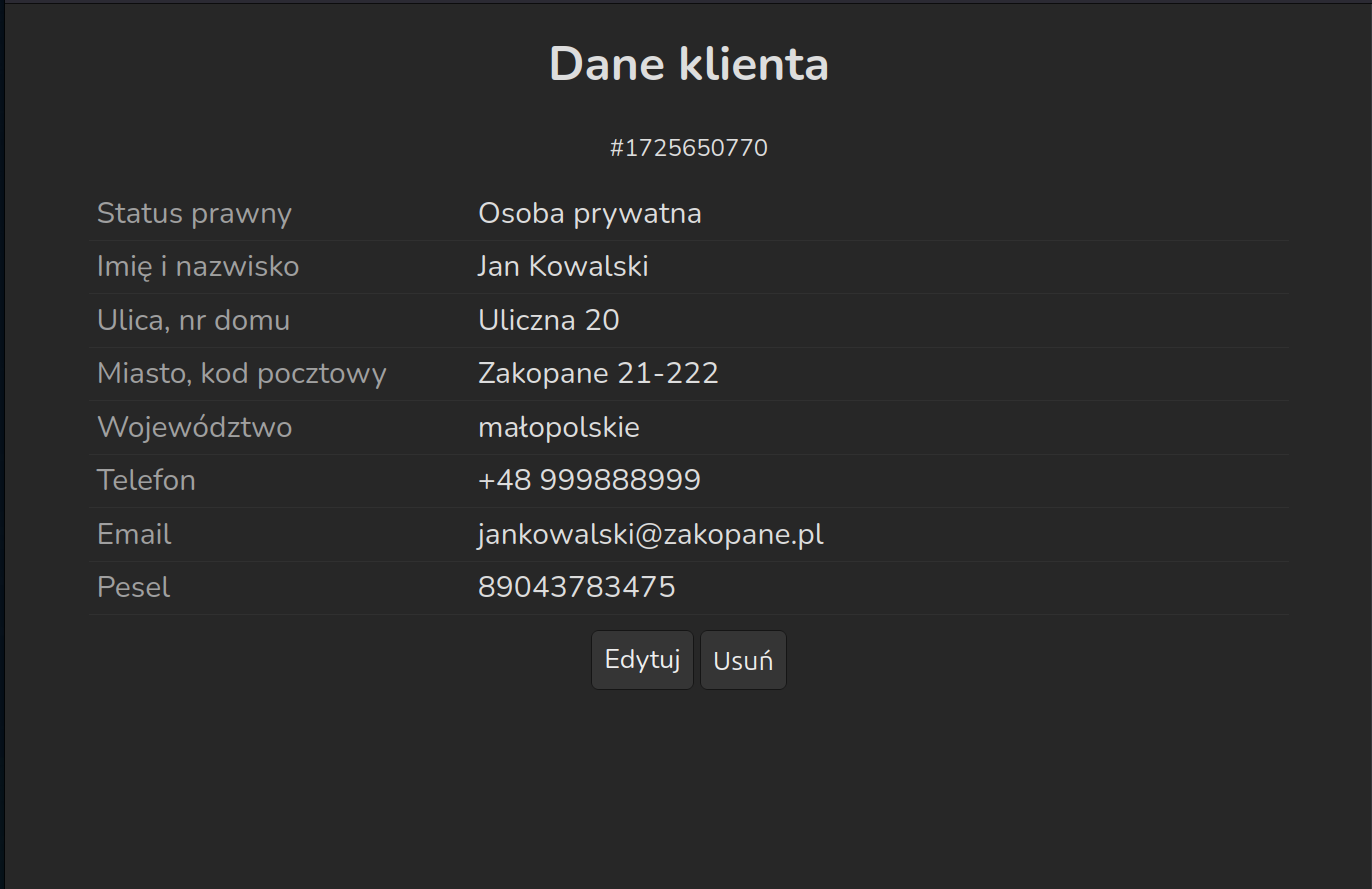 Dane klienta
#1725650770
Status prawny Osoba prywatna
Imię i nazwisko Jan Kowalski
Ulica, nr domu Uliczna 20
Miasto, kod pocztowy Zakopane 21-222
Województwo małopolskie
Telefon +48 999888999
Email jankowalski@zakopane.pl
Pesel 89043783475
Edytuj Usuń